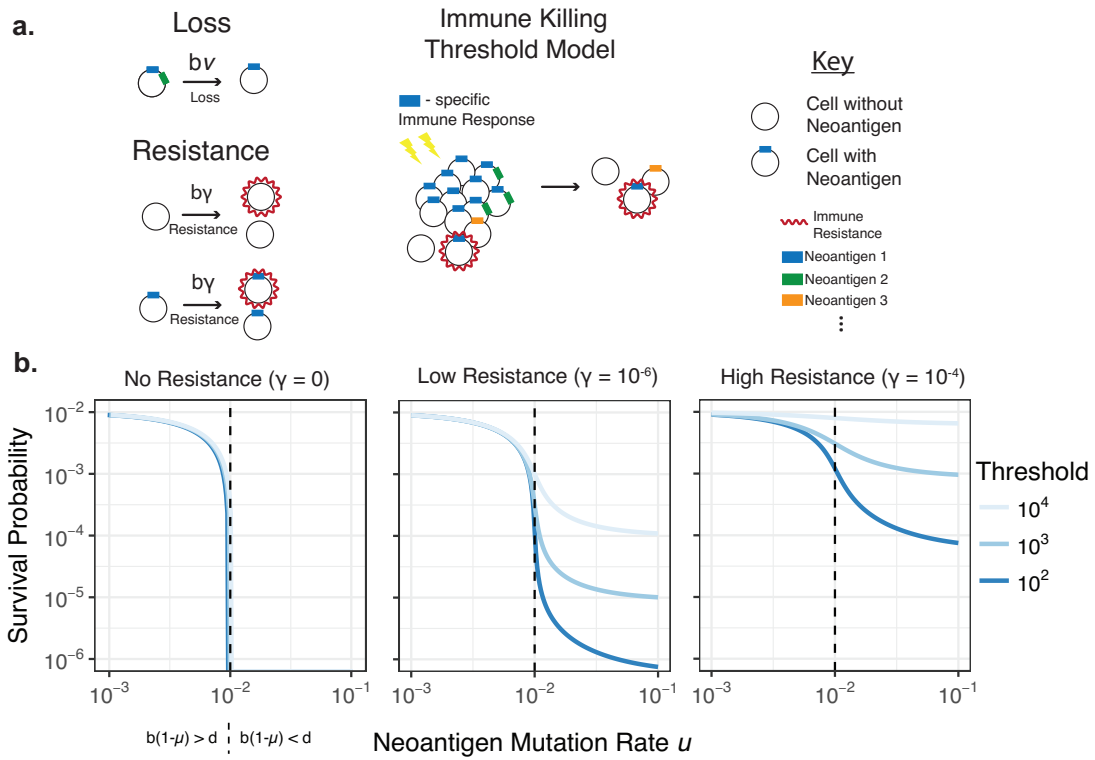 a.
Loss
bν
Loss
Resistance
bγ
Resistance
bγ
Resistance
Immune Killing
Threshold Model
- specific
Immune Response
Key
Cell without
Neoantigen
Cell with
Neoantigen
Immune
Resistance
Neoantigen 1
Neoantigen 2
Neoantigen 3
⋮
b.
No Resistance (γ = 0)
Low Resistance (γ = 10⁻⁶)
High Resistance (γ = 10⁻⁴)
Survival Probability
10⁻²
10⁻³
10⁻⁴
10⁻⁵
10⁻⁶
10⁻³ 10⁻² 10⁻¹
10⁻³ 10⁻² 10⁻¹
10⁻³ 10⁻² 10⁻¹
Threshold
10⁴
10³
10²
b(1-μ) > d b(1-μ) < d
Neoantigen Mutation Rate u